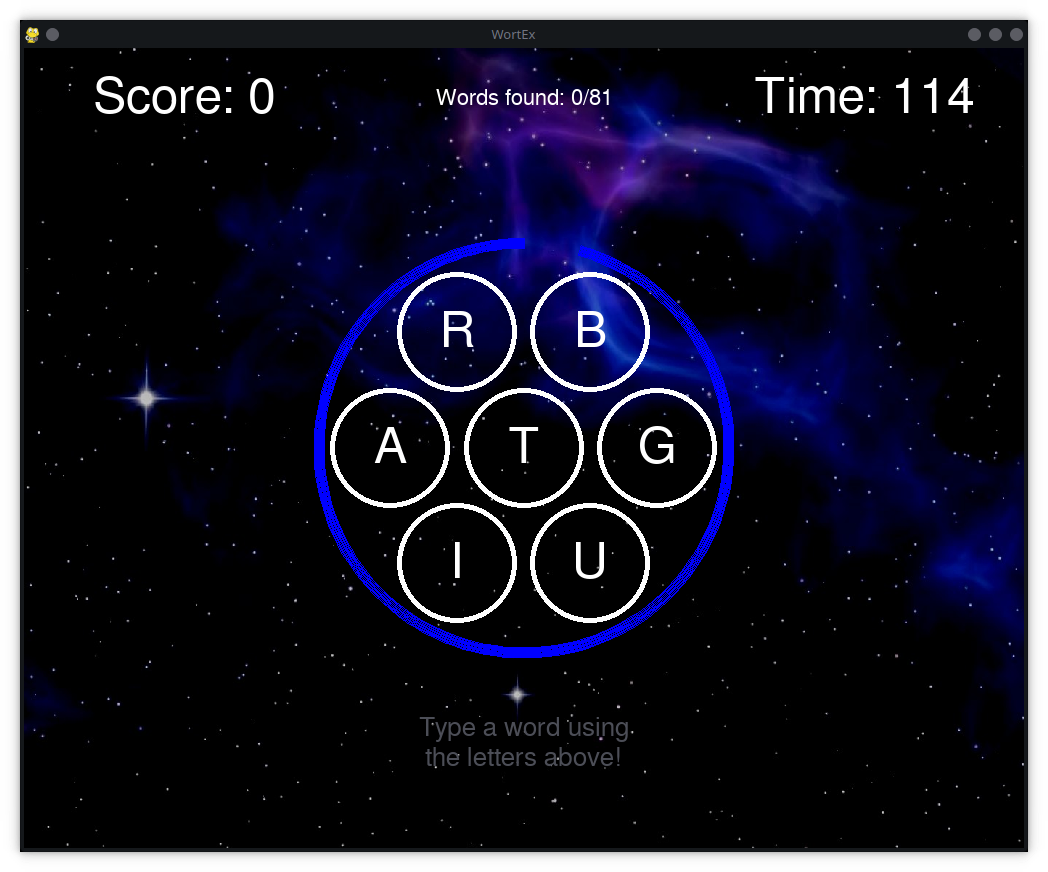 WortEx
Score: 0
Words found: 0/81
Time: 114
R B
A T G
I U
Type a word using
the letters above!